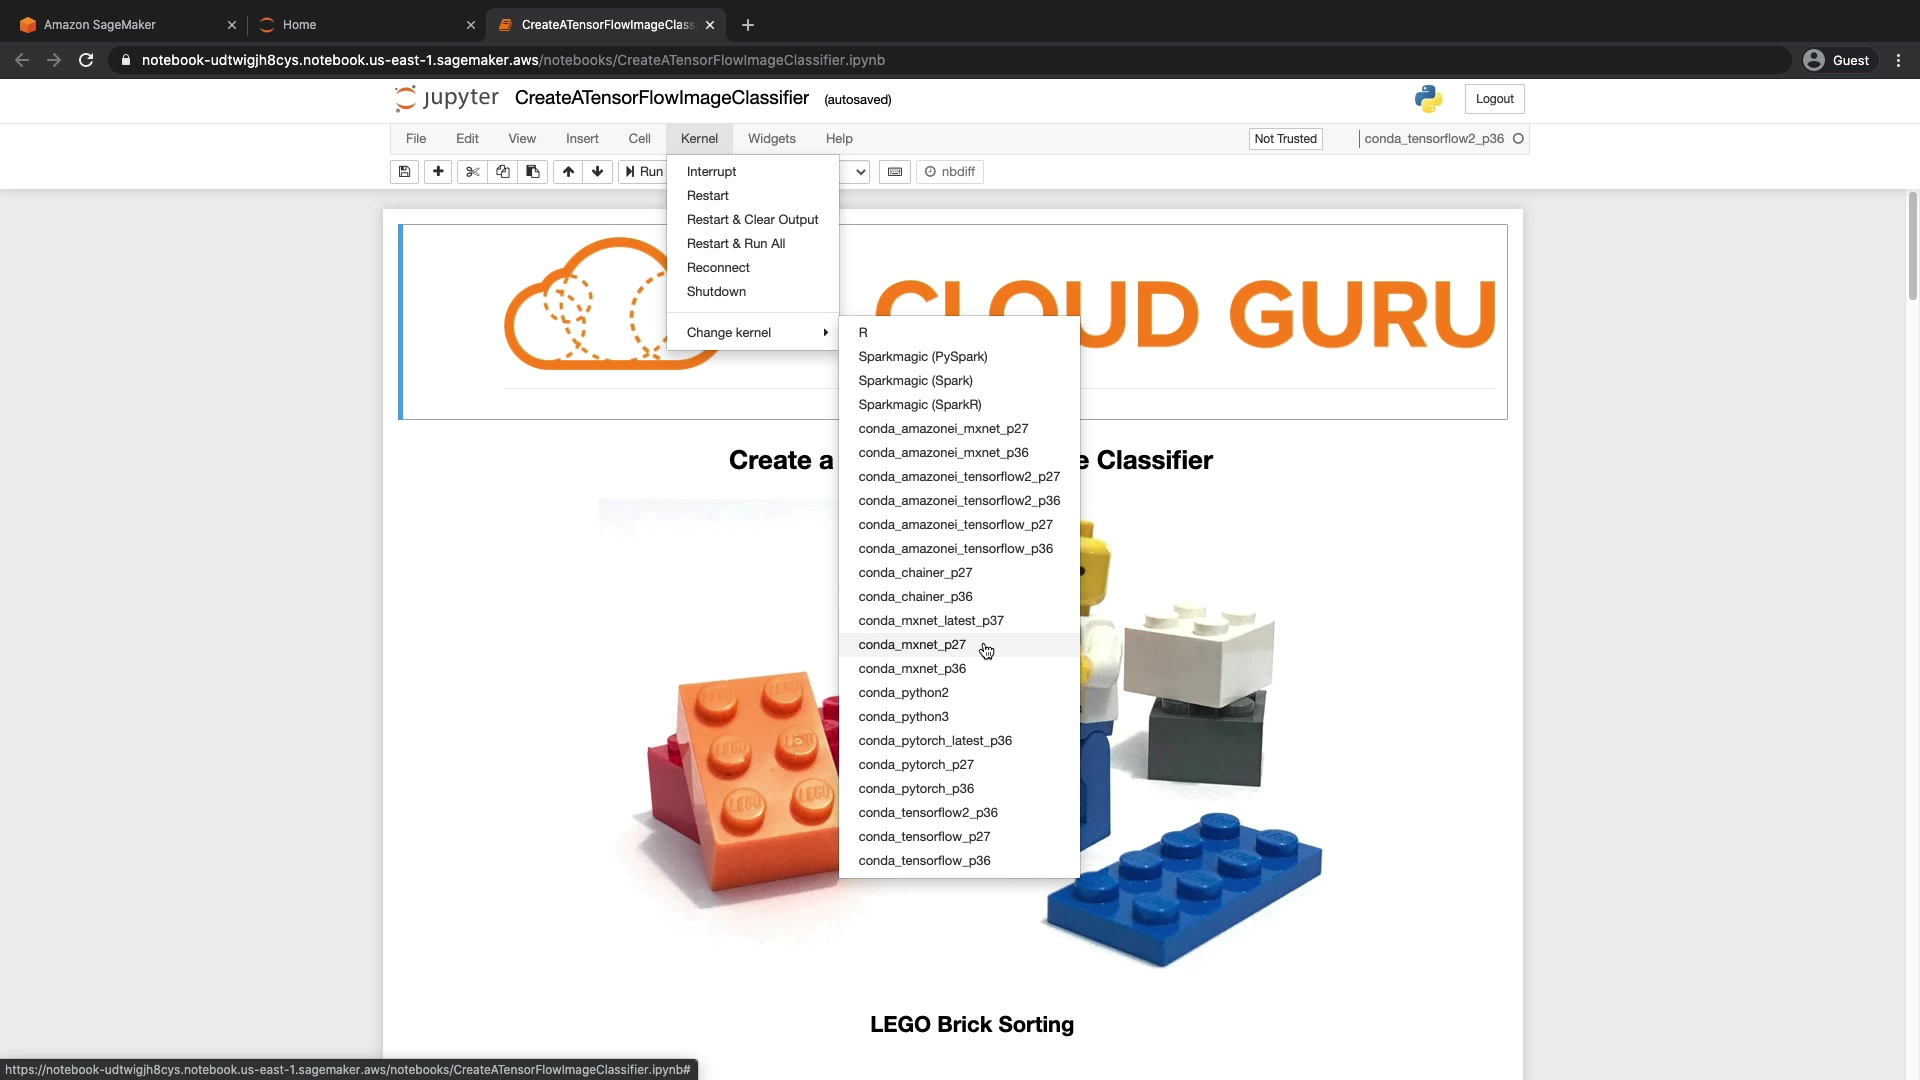 Amazon SageMaker
Home
CreateATensorFlowImageClass
notebook-udtwigjh8cys.notebook.us-east-1.sagemaker.aws/notebooks/CreateATensorFlowImageClassifier.ipynb
Guest
jupyter CreateATensorFlowImageClassifier (autosaved)
Logout
File Edit View Insert Cell Kernel Widgets Help
Not Trusted
conda_tensorflow2_p36
Run
nbdiff
Interrupt
Restart
Restart & Clear Output
Restart & Run All
Reconnect
Shutdown
Change kernel
CLOUD GURU
R
Sparkmagic (PySpark)
Sparkmagic (Spark)
Sparkmagic (SparkR)
conda_amazonei_mxnet_p27
conda_amazonei_mxnet_p36
conda_amazonei_tensorflow2_p27
conda_amazonei_tensorflow2_p36
conda_amazonei_tensorflow_p27
conda_amazonei_tensorflow_p36
conda_chainer_p27
conda_chainer_p36
conda_mxnet_latest_p37
conda_mxnet_p27
conda_mxnet_p36
conda_python2
conda_python3
conda_pytorch_latest_p36
conda_pytorch_p27
conda_pytorch_p36
conda_tensorflow2_p36
conda_tensorflow_p27
conda_tensorflow_p36
Create a
e Classifier
LEGO
LEGO
LEGO Brick Sorting
https://notebook-udtwigjh8cys.notebook.us-east-1.sagemaker.aws/notebooks/CreateATensorFlowImageClassifier.ipynb#